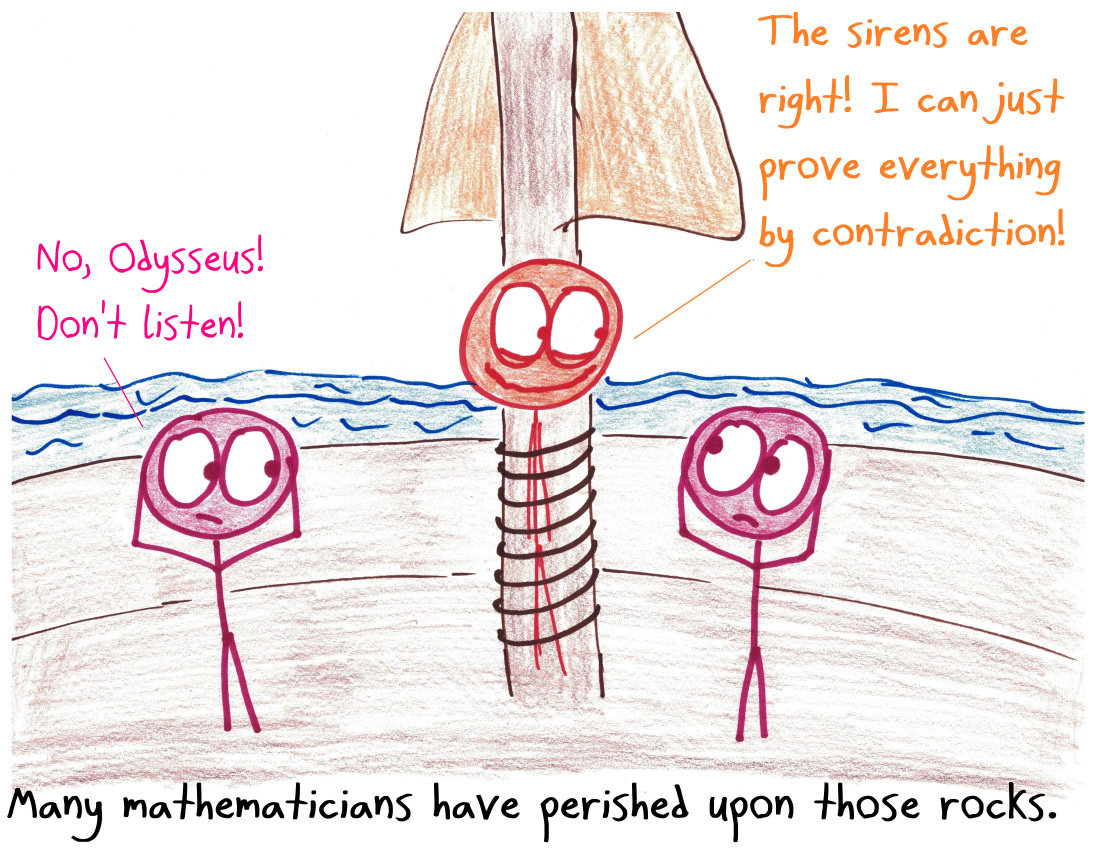 The sirens are
right! I can just
prove everything
by contradiction!
No, Odysseus!
Don't listen!
Many mathematicians have perished upon those rocks.